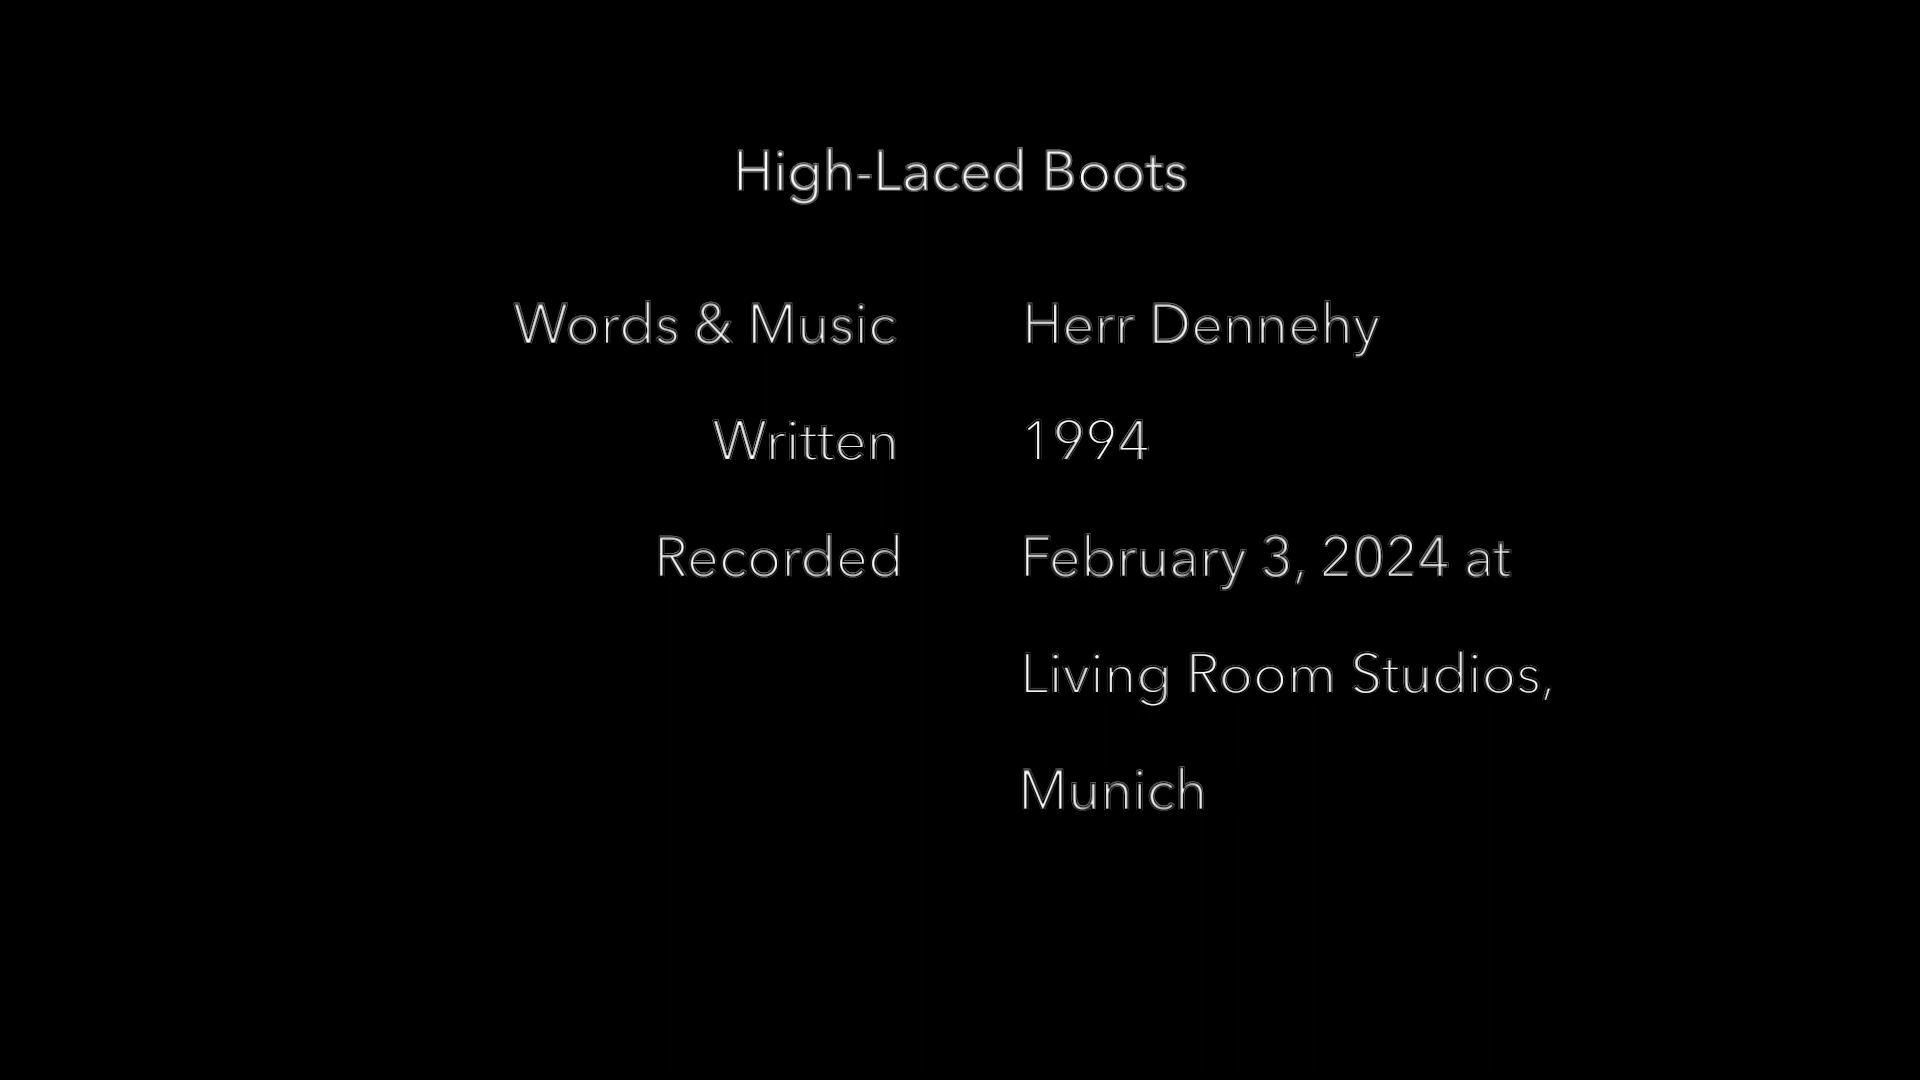 High-Laced Boots
Words & Music Herr Dennehy
Written 1994
Recorded February 3, 2024 at
Living Room Studios,
Munich